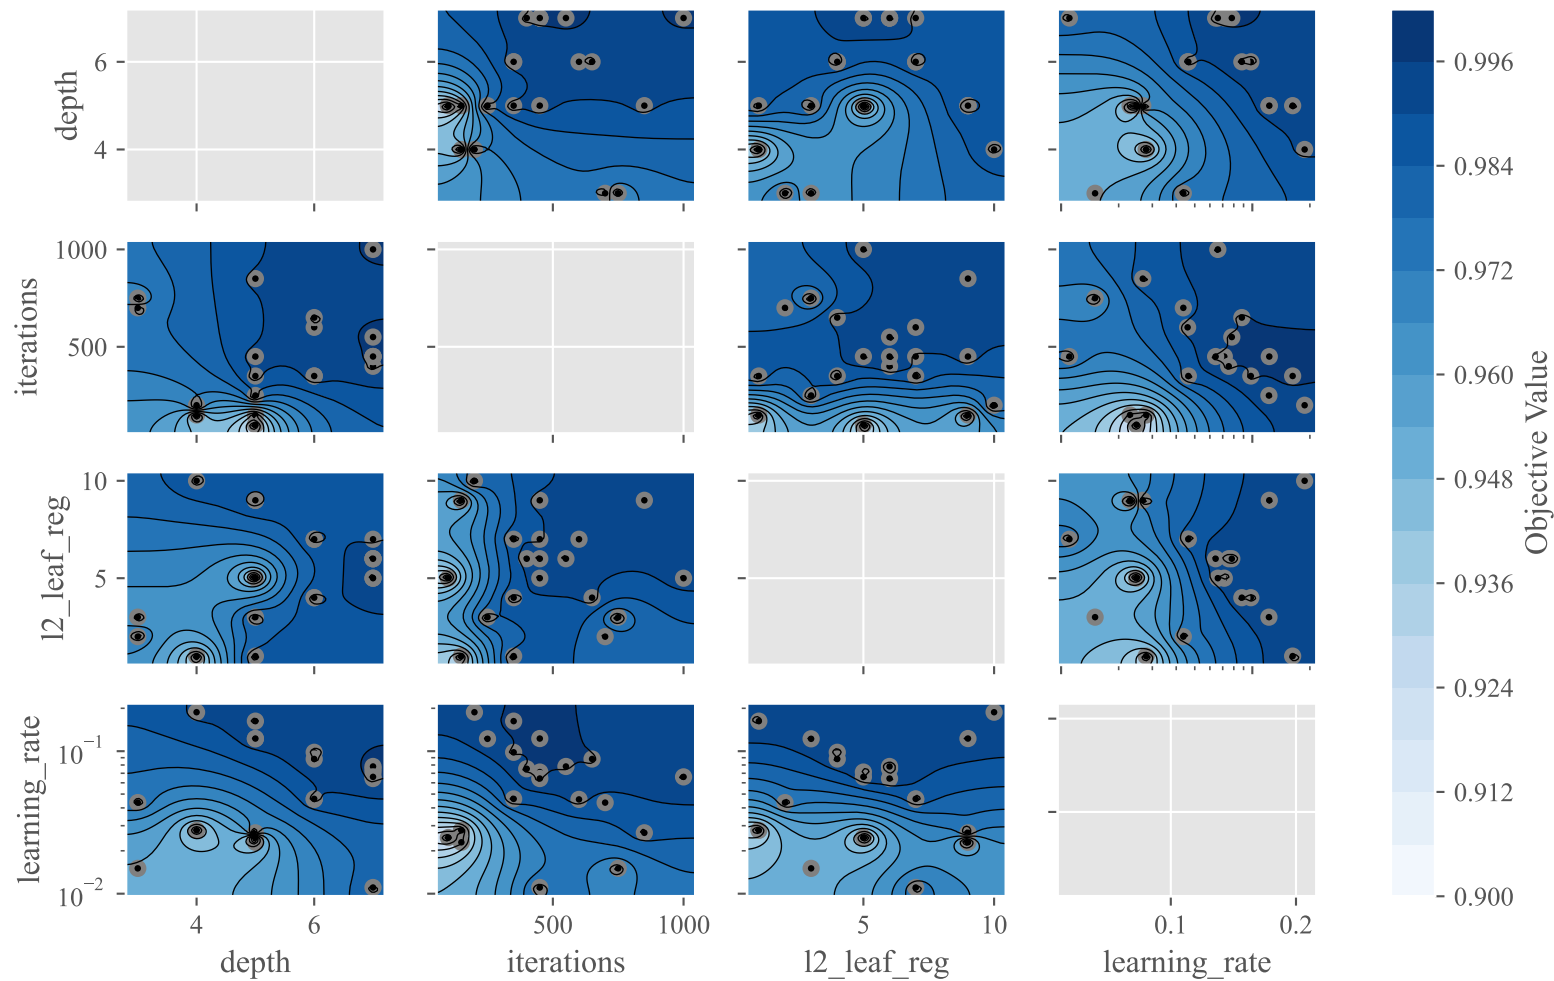 depth
6
4
iterations
1000
500
l2_leaf_reg
10
5
learning_rate
10⁻¹
10⁻²
4 6
500 1000
5 10
0.1 0.2
depth
iterations
l2_leaf_reg
learning_rate
0.996
0.984
0.972
0.960
0.948
0.936
0.924
0.912
0.900
Objective Value